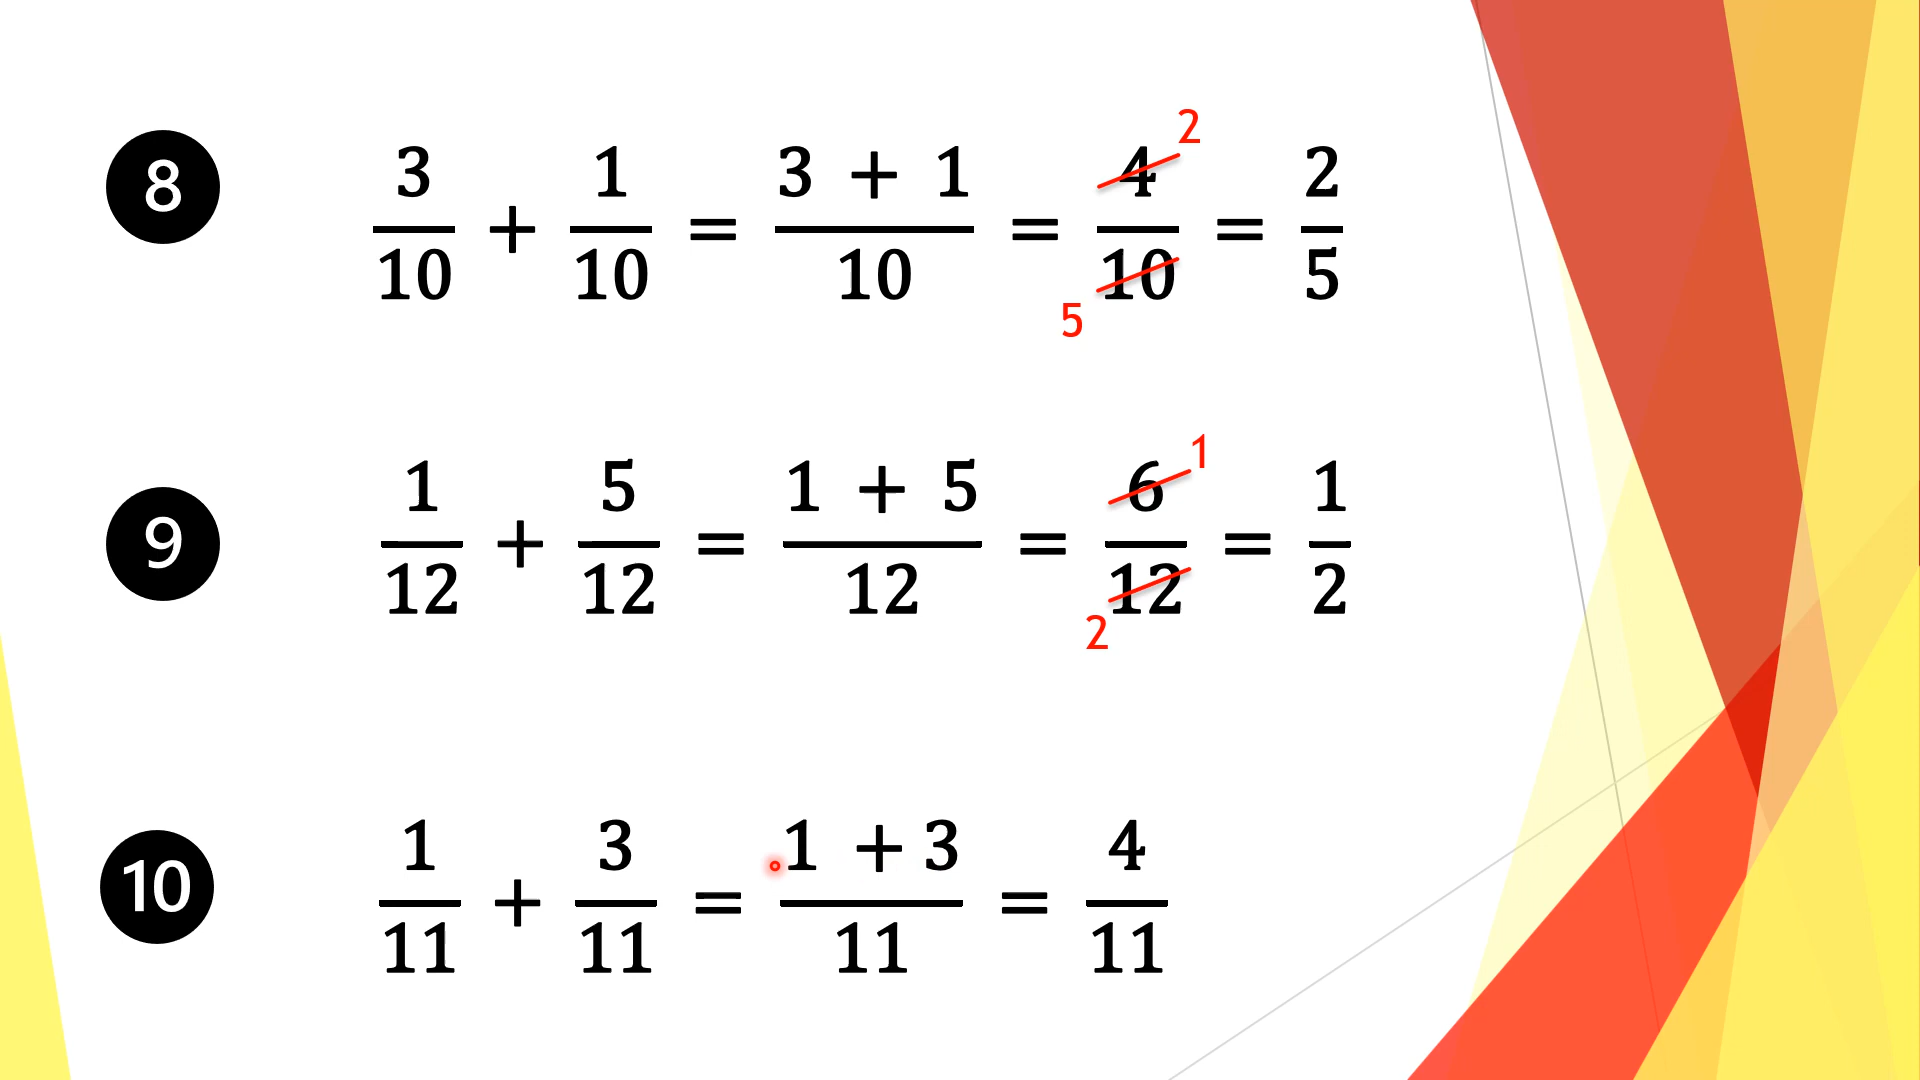 8 3/10 + 1/10 = 3 + 1/10 = 4/10 = 2/5 2 5
9 1/12 + 5/12 = 1 + 5/12 = 6/12 = 1/2 1 2
10 1/11 + 3/11 = 1 + 3/11 = 4/11